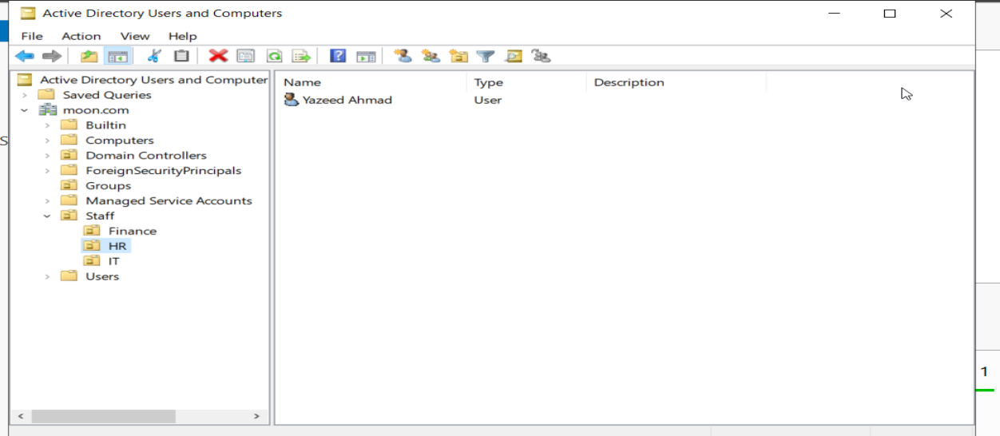 Active Directory Users and Computers
File Action View Help
Active Directory Users and Computer
Saved Queries
moon.com
Builtin
Computers
Domain Controllers
ForeignSecurityPrincipals
Groups
Managed Service Accounts
Staff
Finance
HR
IT
Users
Name Type Description
Yazeed Ahmad User
S
1